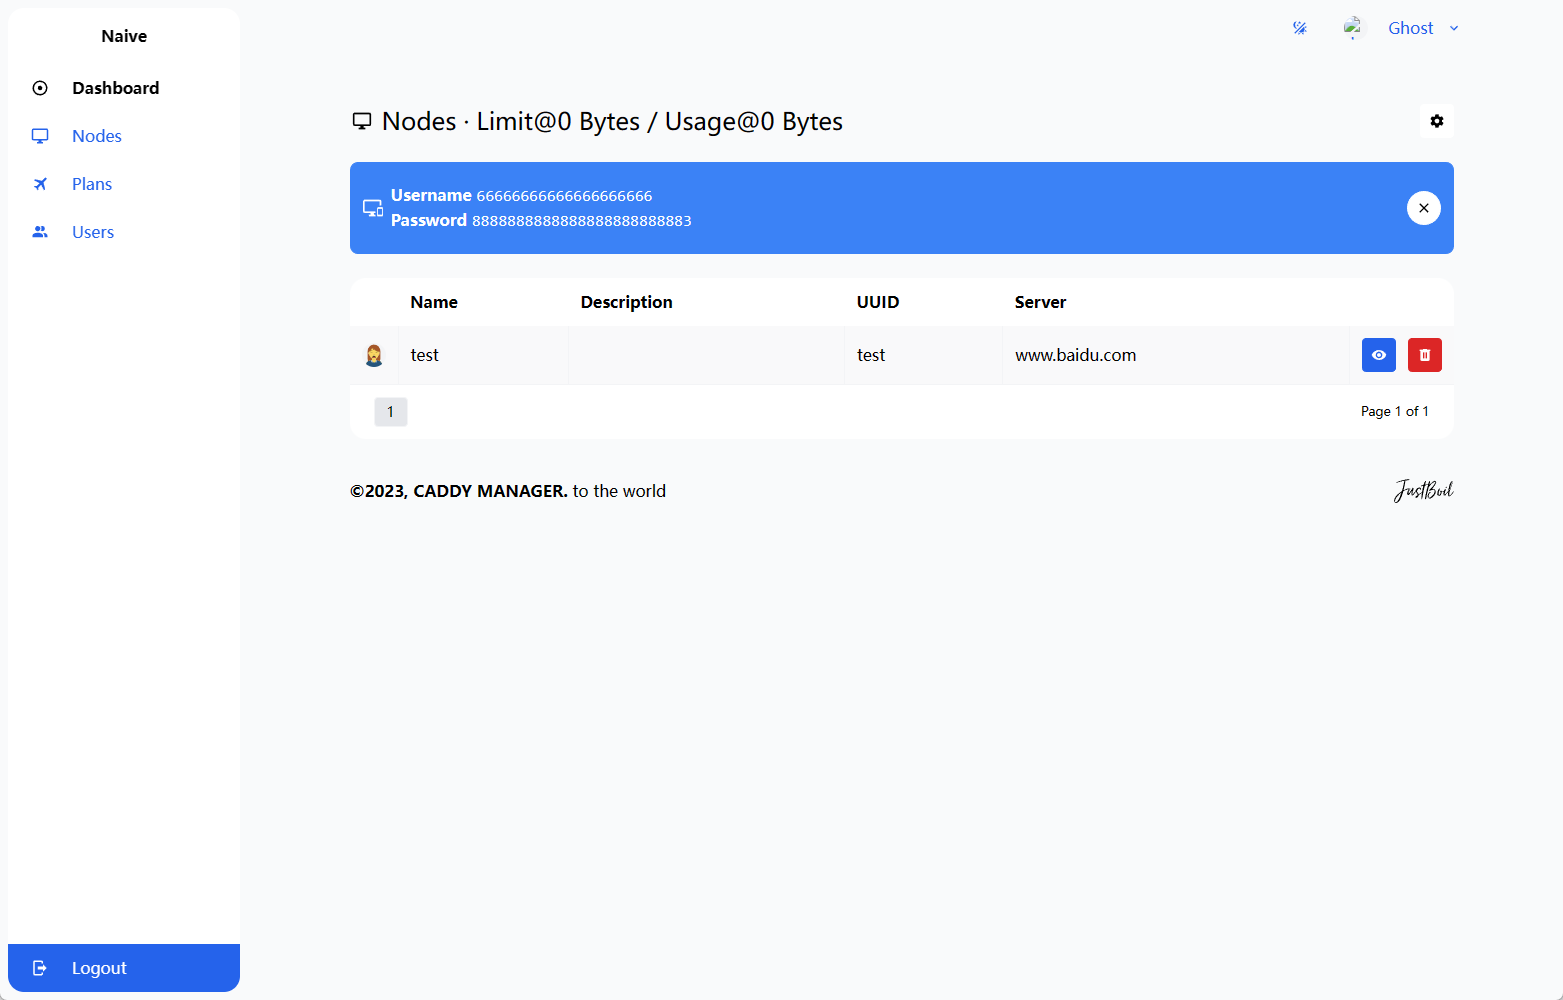 Naive
Dashboard
Nodes
Plans
Users
Logout
Ghost
Nodes · Limit@0 Bytes / Usage@0 Bytes
Username 66666666666666666666
Password 8888888888888888888888883
Name Description UUID Server
test test www.baidu.com
1 Page 1 of 1
©2023, CADDY MANAGER. to the world
JustBoil